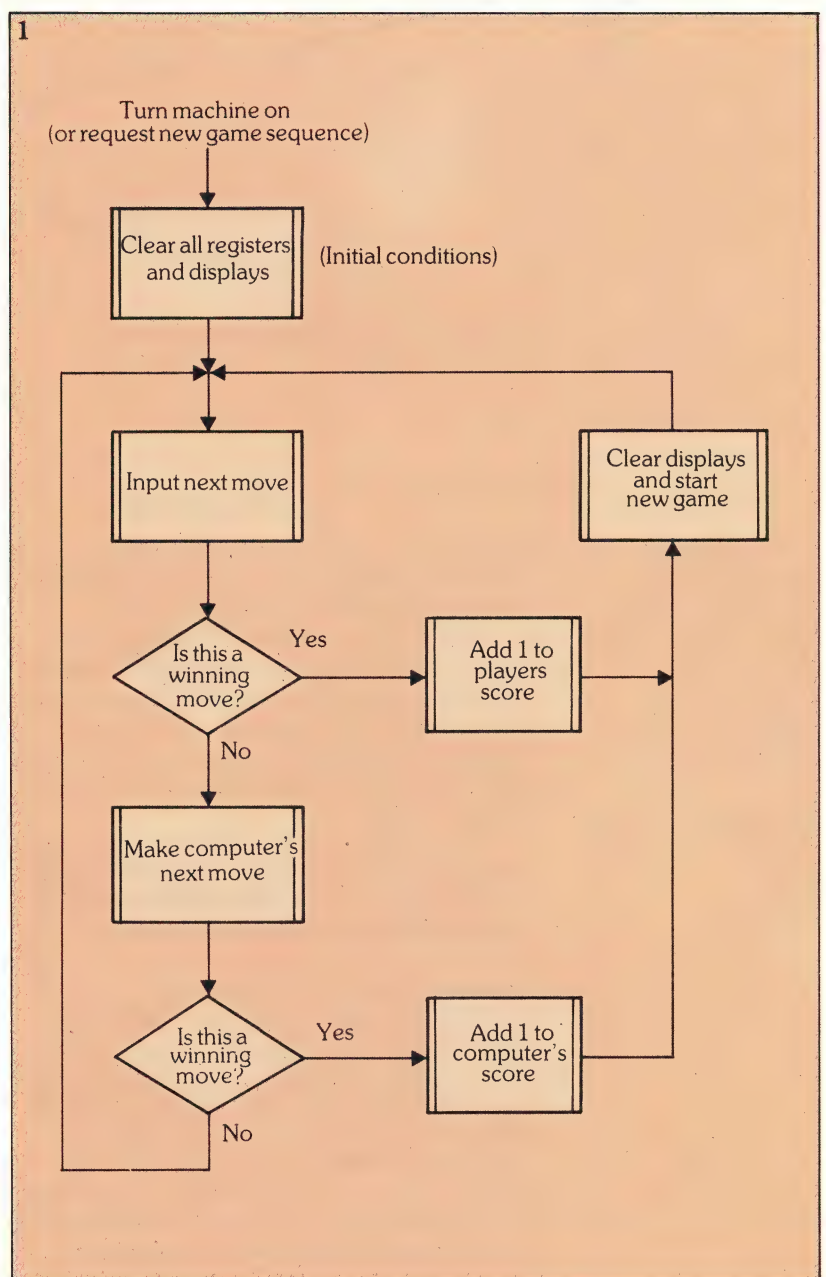 1
Turn machine on
(or request new game sequence)
Clear all registers
and displays
(Initial conditions)
Input next move
Clear displays
and start
new game
Is this a
winning
move?
Yes
Add 1 to
players
score
No
Make computer's
next move
Is this a
winning
move?
Yes
Add 1 to
computer's
score
No